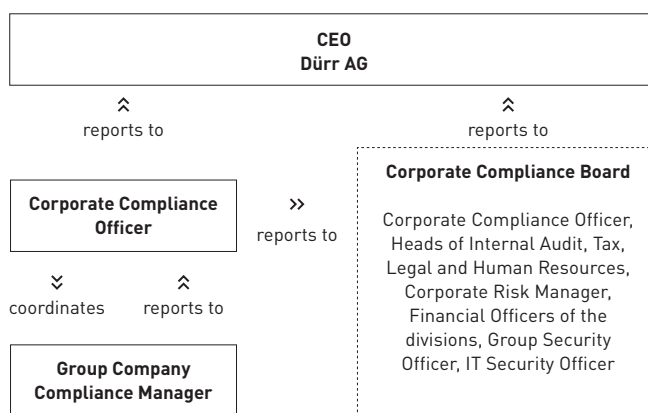 CEO
Dürr AG
reports to
reports to
Corporate Compliance
Officer
reports to
coordinates
reports to
Group Company
Compliance Manager
Corporate Compliance Board
Corporate Compliance Officer,
Heads of Internal Audit, Tax,
Legal and Human Resources,
Corporate Risk Manager,
Financial Officers of the
divisions, Group Security
Officer, IT Security Officer